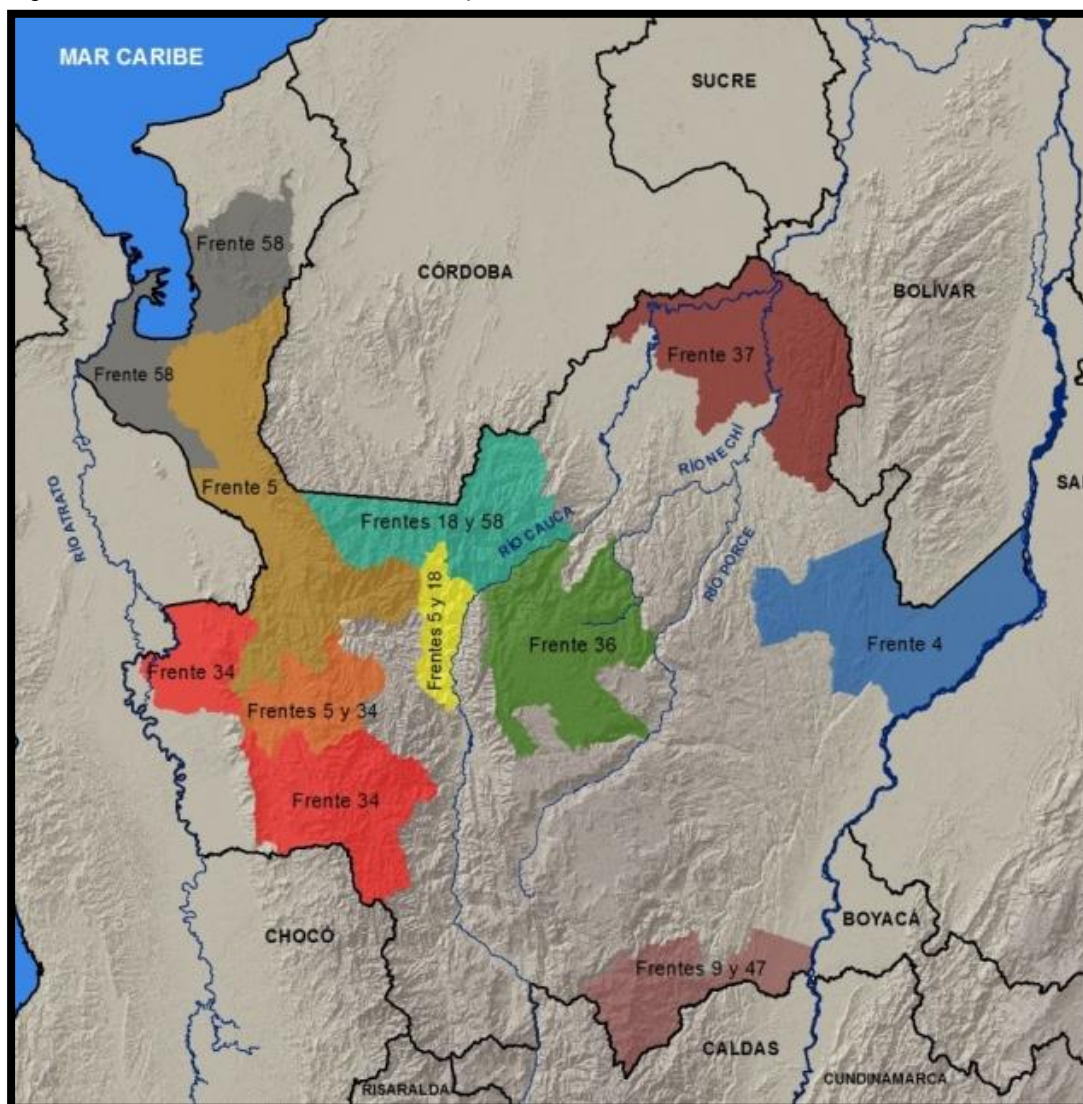 MAR CARIBE
SUCRE
Frente 58
CÓRDOBA
BOLÍVAR
Frente 58
Frente 37
RÍO NECHÍ
RÍO ATRATO
Frente 5
SA
Frentes 18 y 58
RÍO CAUCA
RÍO PORCE
Frentes 5 y 18
Frente 36
Frente 4
Frente 34
Frentes 5 y 34
Frente 34
BOYACÁ
CHOCÓ
Frentes 9 y 47
CALDAS
RISARALDA
CUNDINAMARCA